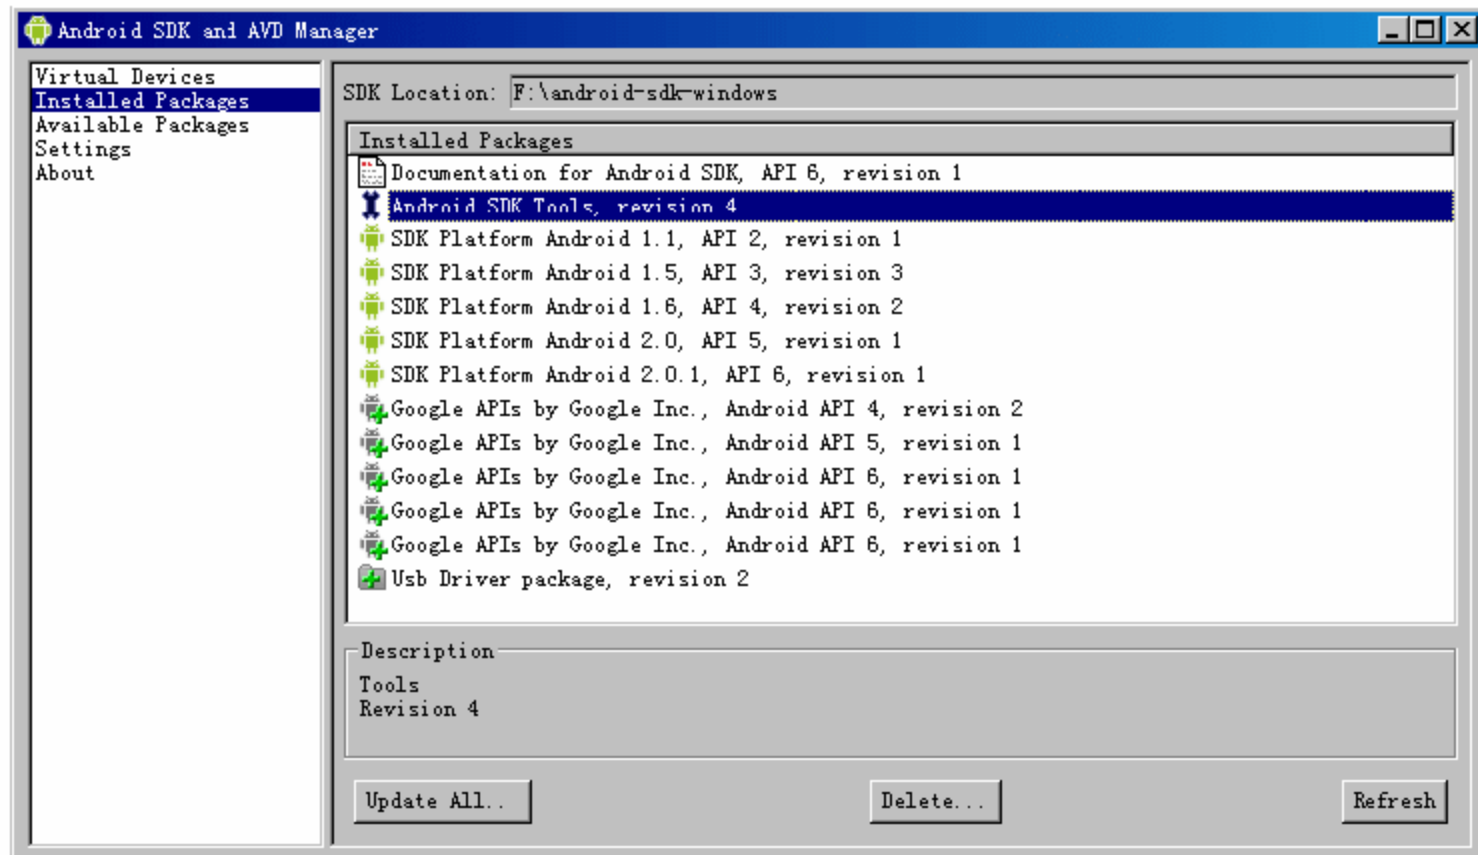 Android SDK and AVD Manager
Virtual Devices
Installed Packages
Available Packages
Settings
About
SDK Location: F:\android-sdk-windows
Installed Packages
Documentation for Android SDK, API 6, revision 1
Android SDK Tools, revision 4
SDK Platform Android 1.1, API 2, revision 1
SDK Platform Android 1.5, API 3, revision 3
SDK Platform Android 1.6, API 4, revision 2
SDK Platform Android 2.0, API 5, revision 1
SDK Platform Android 2.0.1, API 6, revision 1
Google APIs by Google Inc., Android API 4, revision 2
Google APIs by Google Inc., Android API 5, revision 1
Google APIs by Google Inc., Android API 6, revision 1
Google APIs by Google Inc., Android API 6, revision 1
Google APIs by Google Inc., Android API 6, revision 1
Usb Driver package, revision 2
Description
Tools
Revision 4
Update All..
Delete...
Refresh